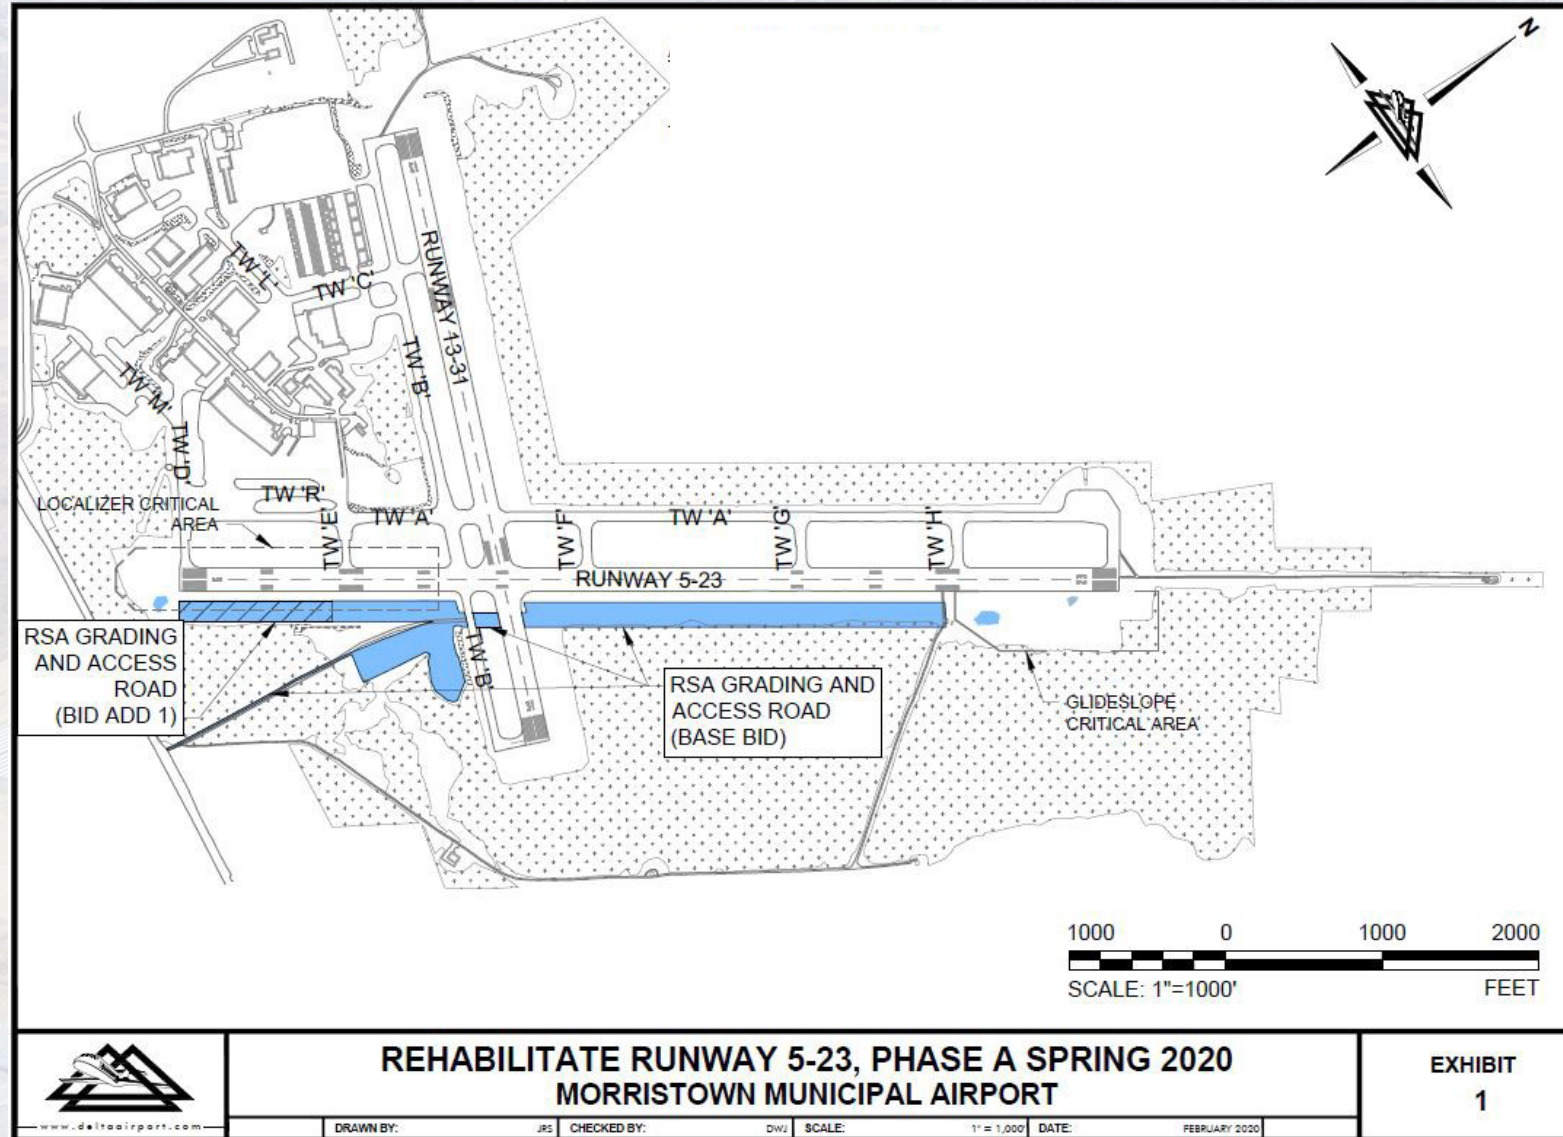 N
RUNWAY 13-31
TW 'L'
TW 'C'
TW 'B'
TW 'M'
TW 'D'
LOCALIZER CRITICAL
AREA
TW 'R'
TW 'E'
TW 'A'
TW 'F'
TW 'A'
TW 'G'
TW 'H'
RUNWAY 5-23
RSA GRADING
AND ACCESS
ROAD
(BID ADD 1)
TW 'B'
RSA GRADING AND
ACCESS ROAD
(BASE BID)
GLIDESLOPE
CRITICAL AREA
1000 0 1000 2000
SCALE: 1"=1000' FEET
www.deltaairport.com
REHABILITATE RUNWAY 5-23, PHASE A SPRING 2020
MORRISTOWN MUNICIPAL AIRPORT
DRAWN BY: JRS CHECKED BY: DWJ SCALE: 1" = 1,000' DATE: FEBRUARY 2020
EXHIBIT
1